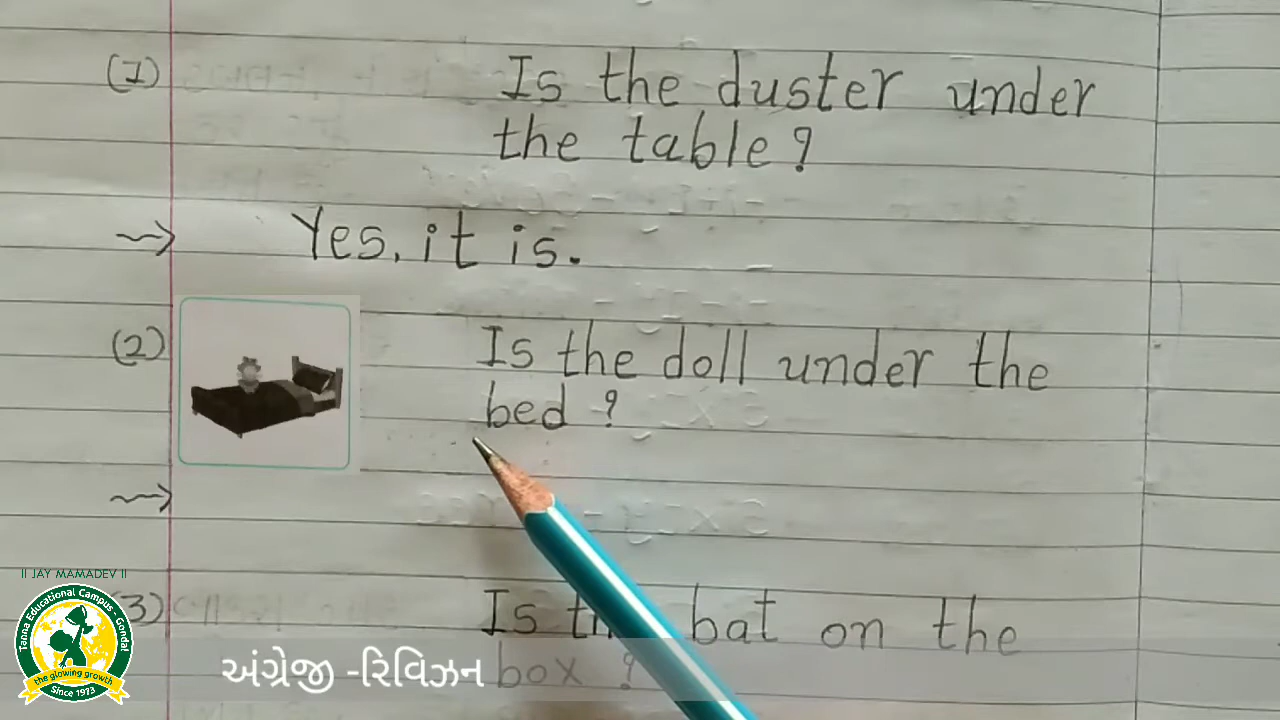 (1) Is the duster under
the table?
Yes, it is.
(2) Is the doll under the
bed ?
|| JAY MAMADEV ||
Tanna Educational Campus - Gondal
the glowing growth
Since 1973
(3) Is bat on the
box ?
અંગ્રેજી -રિવિઝન